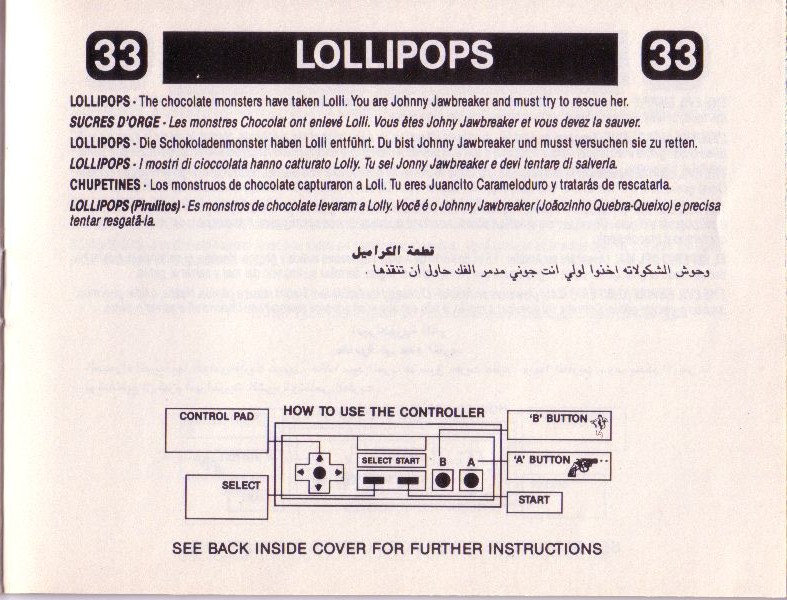 33 LOLLIPOPS 33
LOLLIPOPS - The chocolate monsters have taken Lolli. You are Johnny Jawbreaker and must try to rescue her.
SUCRES D'ORGE - Les monstres Chocolat ont enlevé Lolli. Vous êtes Johny Jawbreaker et vous devez la sauver.
LOLLIPOPS - Die Schokoladenmonster haben Lolli entführt. Du bist Johnny Jawbreaker und musst versuchen sie zu retten.
LOLLIPOPS - I mostri di cioccolata hanno catturato Lolly. Tu sei Jonny Jawbreaker e devi tentare di salverla.
CHUPETINES - Los monstruos de chocolate capturaron a Loli. Tu eres Juancito Carameloduro y tratarás de rescatarla.
LOLLIPOPS (Pirulitos) - Es monstros de chocolate levaram a Lolly. Você é o Johnny Jawbreaker (Joãozinho Quebra-Queixo) e precisa
tentar resgatâ-la.
قطعة الكراميل
وحوش الشكولاته اخذوا لولي انت جوني مدمر الفك حاول ان تنقذها .
CONTROL PAD
HOW TO USE THE CONTROLLER
'B' BUTTON
SELECT START B A
'A' BUTTON
SELECT
START
SEE BACK INSIDE COVER FOR FURTHER INSTRUCTIONS